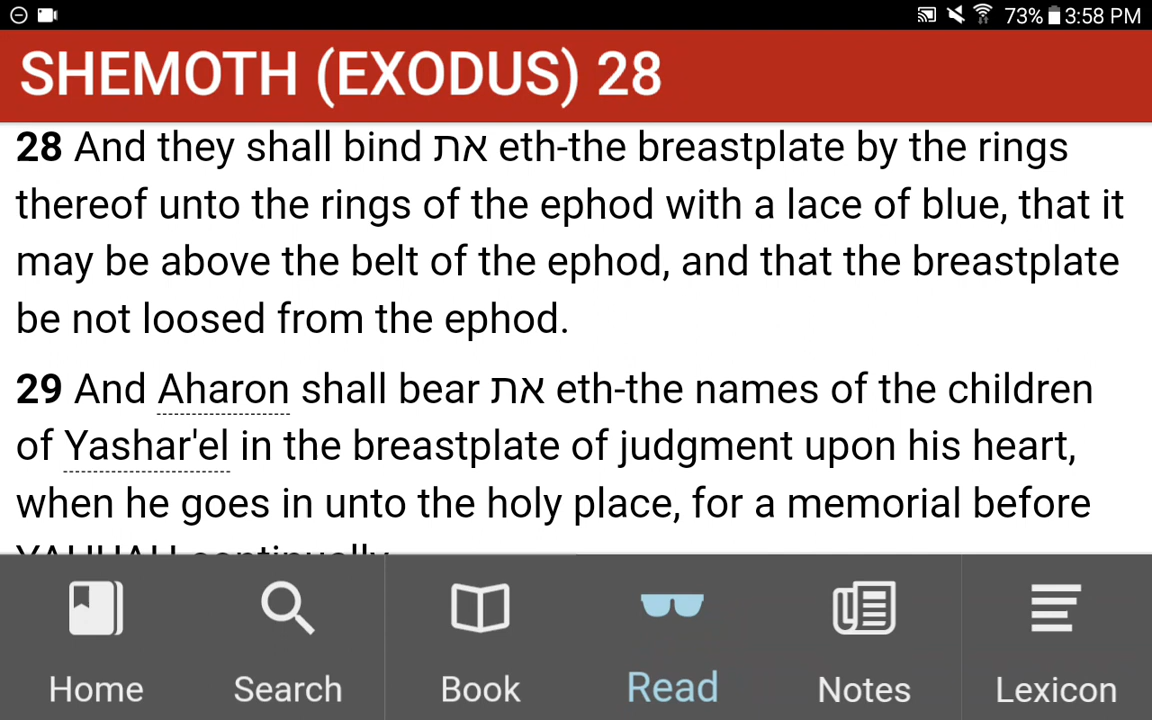 73% 3:58 PM
SHEMOTH (EXODUS) 28
28 And they shall bind את eth-the breastplate by the rings
thereof unto the rings of the ephod with a lace of blue, that it
may be above the belt of the ephod, and that the breastplate
be not loosed from the ephod.
29 And Aharon shall bear את eth-the names of the children
of Yashar'el in the breastplate of judgment upon his heart,
when he goes in unto the holy place, for a memorial before
continually
Home Search Book Read Notes Lexicon